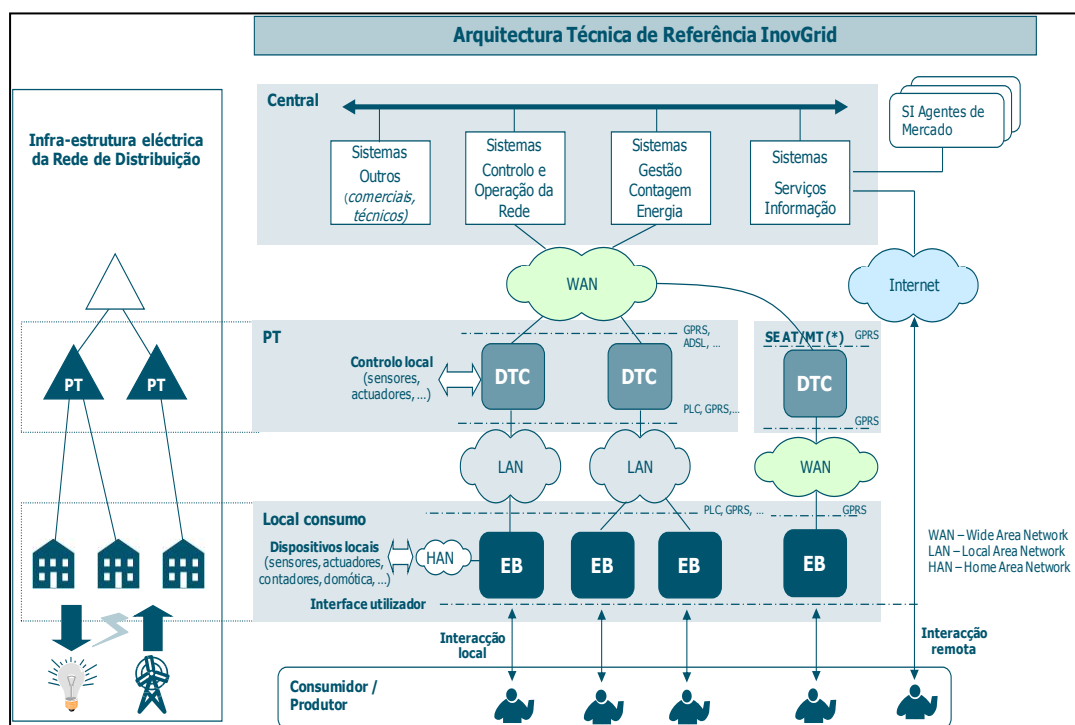 Arquitectura Técnica de Referência InovGrid
Infra-estrutura eléctrica
da Rede de Distribuição
PT
PT
Central
Sistemas
Outros
(comerciais,
técnicos)
Sistemas
Controlo e
Operação da
Rede
Sistemas
Gestão
Contagem
Energia
Sistemas
Serviços
Informação
SI Agentes de
Mercado
WAN
Internet
PT
GPRS,
ADSL, ...
SEAT/MT (*)
GPRS
Controlo local
(sensores,
actuadores, ...)
DTC
DTC
DTC
PLC, GPRS,...
GPRS
LAN
LAN
WAN
Local consumo
PLC, GPRS, ...
GPRS
Dispositivos locais
(sensores, actuadores,
contadores, domótica, ...)
HAN
EB
EB
EB
EB
Interface utilizador
WAN – Wide Area Network
LAN – Local Area Network
HAN – Home Area Network
Interacção
local
Interacção
remota
Consumidor /
Produtor